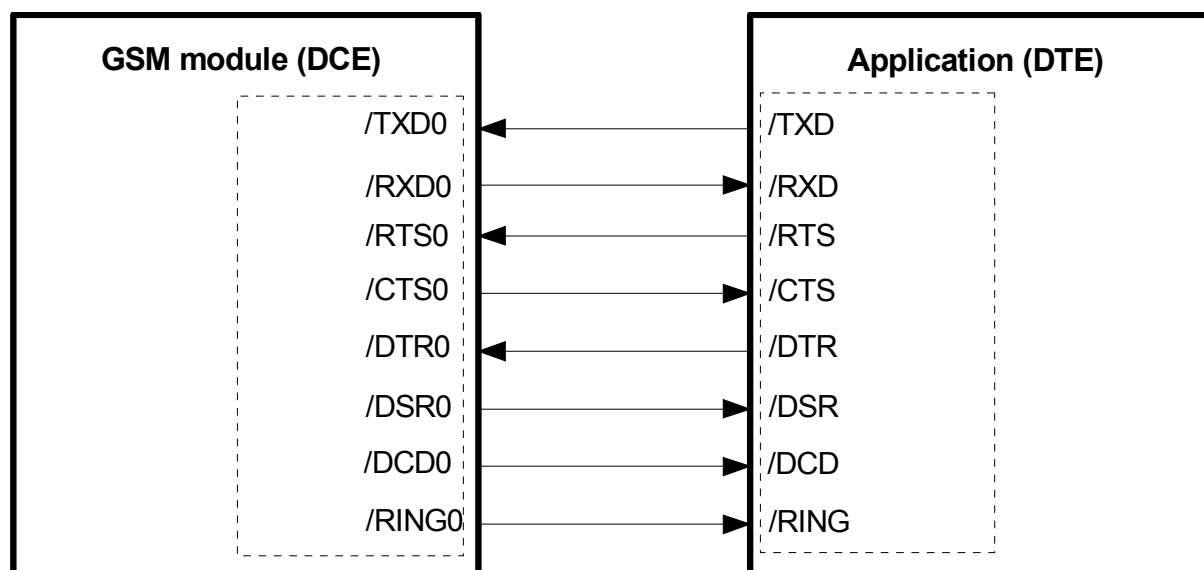 GSM module (DCE)
Application (DTE)
/TXD0
/TXD
/RXD0
/RXD
/RTS0
/RTS
/CTS0
/CTS
/DTR0
/DTR
/DSR0
/DSR
/DCD0
/DCD
/RING0
/RING